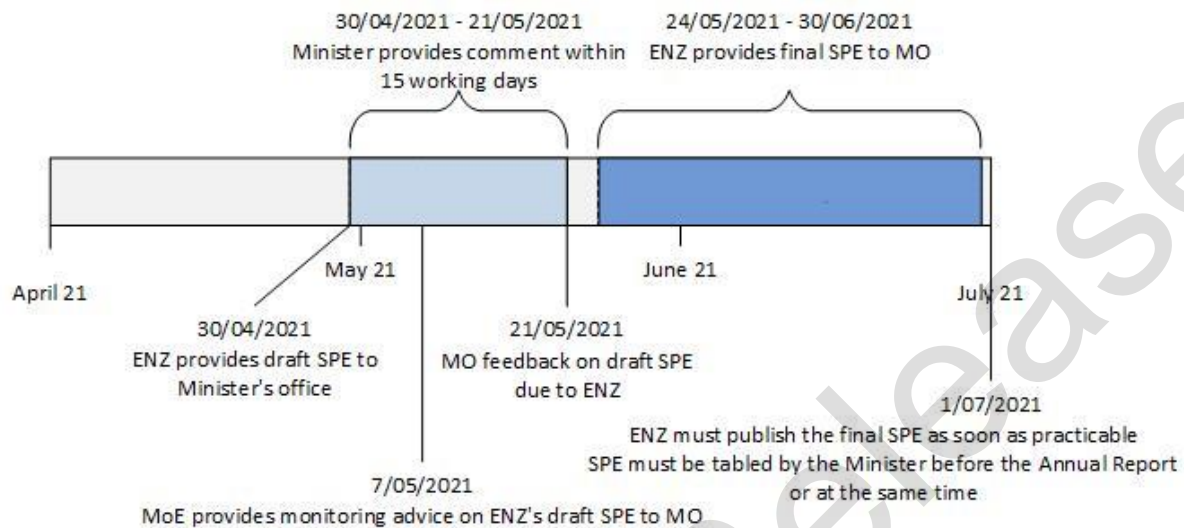 30/04/2021 - 21/05/2021
Minister provides comment within
15 working days
24/05/2021 - 30/06/2021
ENZ provides final SPE to MO
April 21
May 21
June 21
July 21
30/04/2021
ENZ provides draft SPE to
Minister's office
21/05/2021
MO feedback on draft SPE
due to ENZ
7/05/2021
MoE provides monitoring advice on ENZ's draft SPE to MO
1/07/2021
ENZ must publish the final SPE as soon as practicable
SPE must be tabled by the Minister before the Annual Report
or at the same time
elease